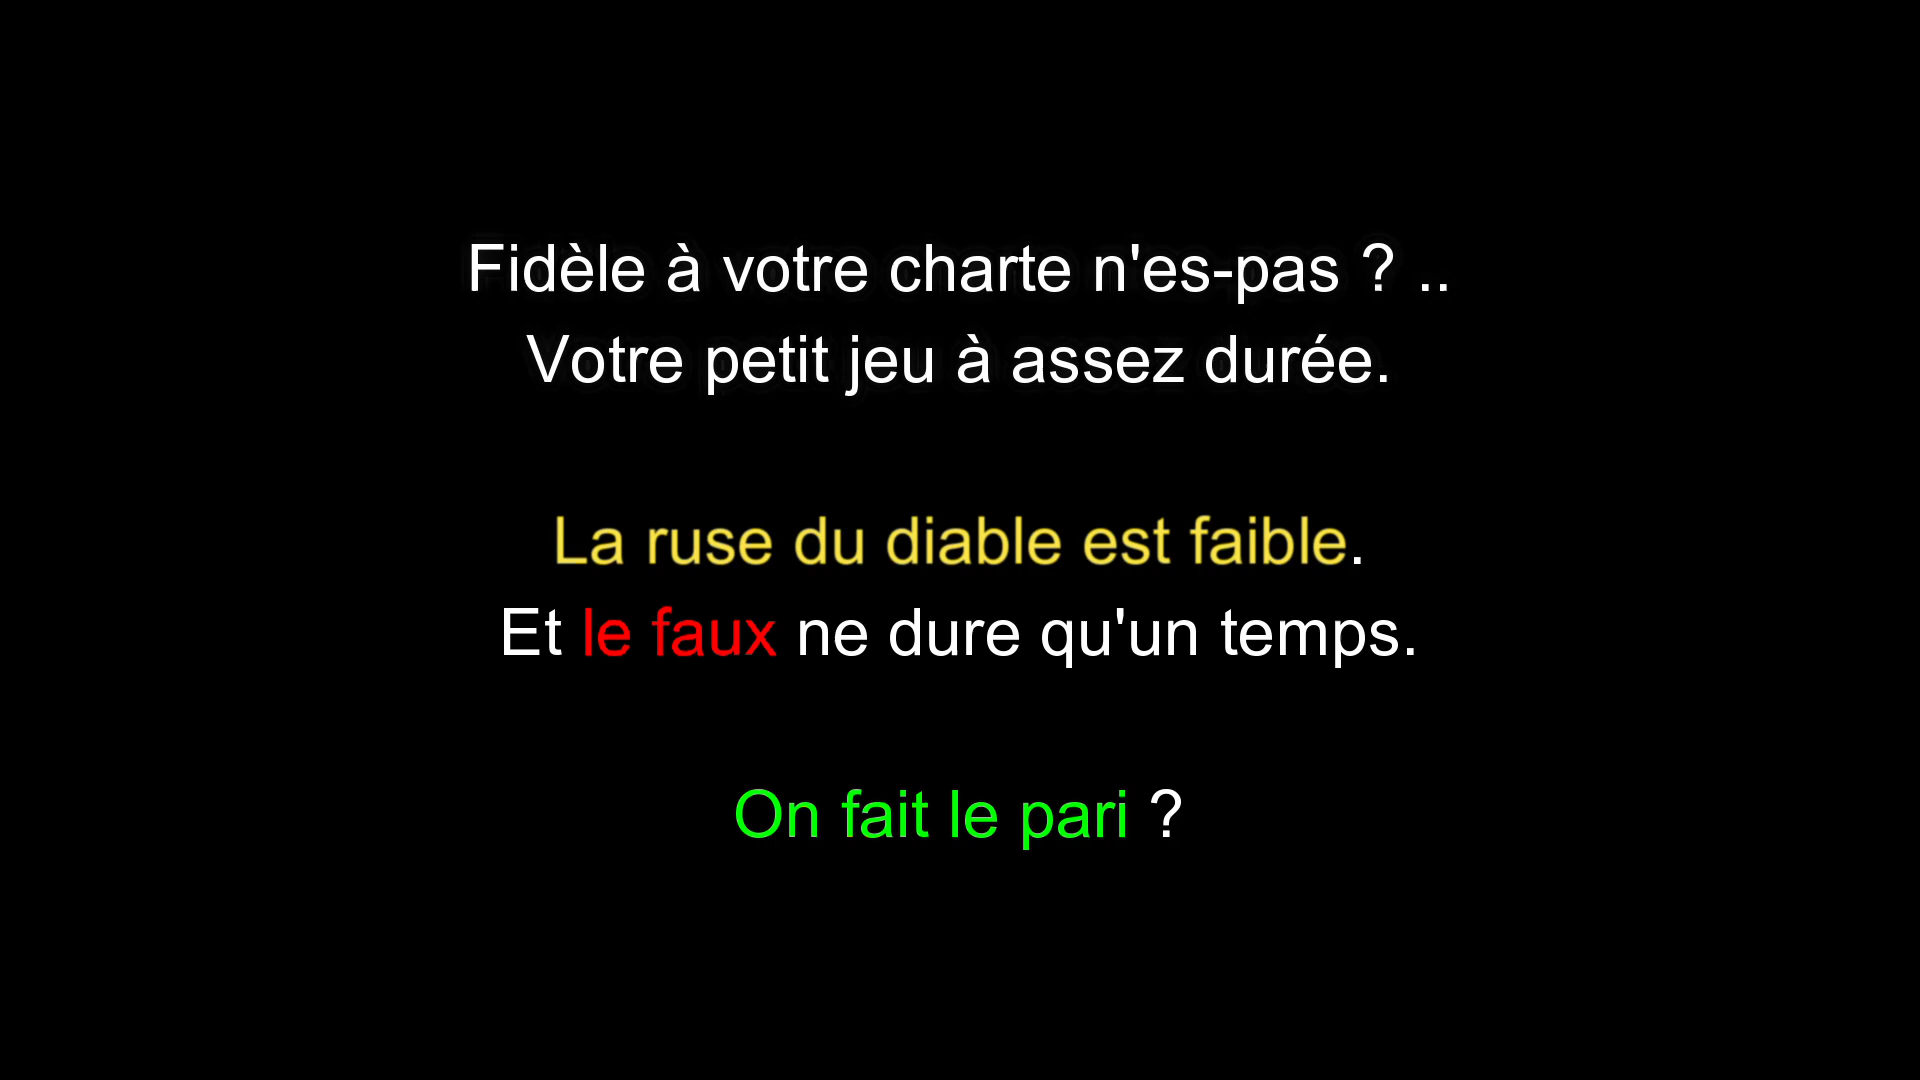 Fidèle à votre charte n'es-pas ? ..
Votre petit jeu à assez durée.
La ruse du diable est faible.
Et le faux ne dure qu'un temps.
On fait le pari ?